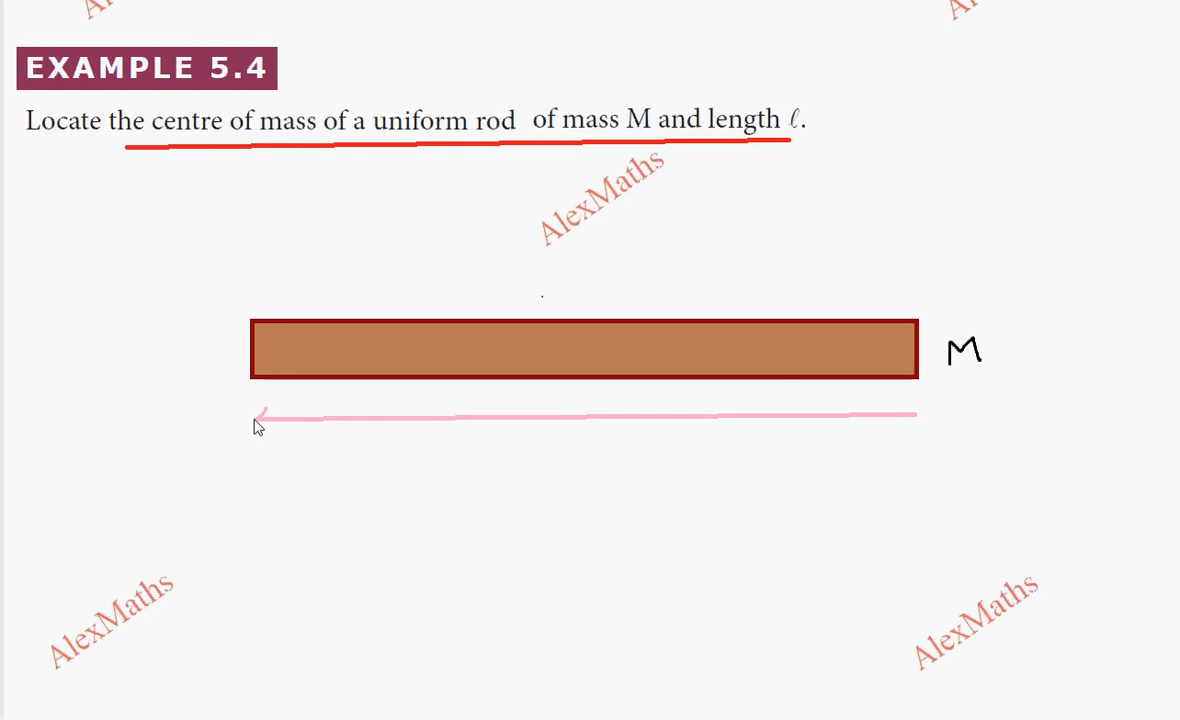 EXAMPLE 5.4
Locate the centre of mass of a uniform rod of mass M and length ℓ.
AlexMaths
M
AlexMaths
AlexMaths